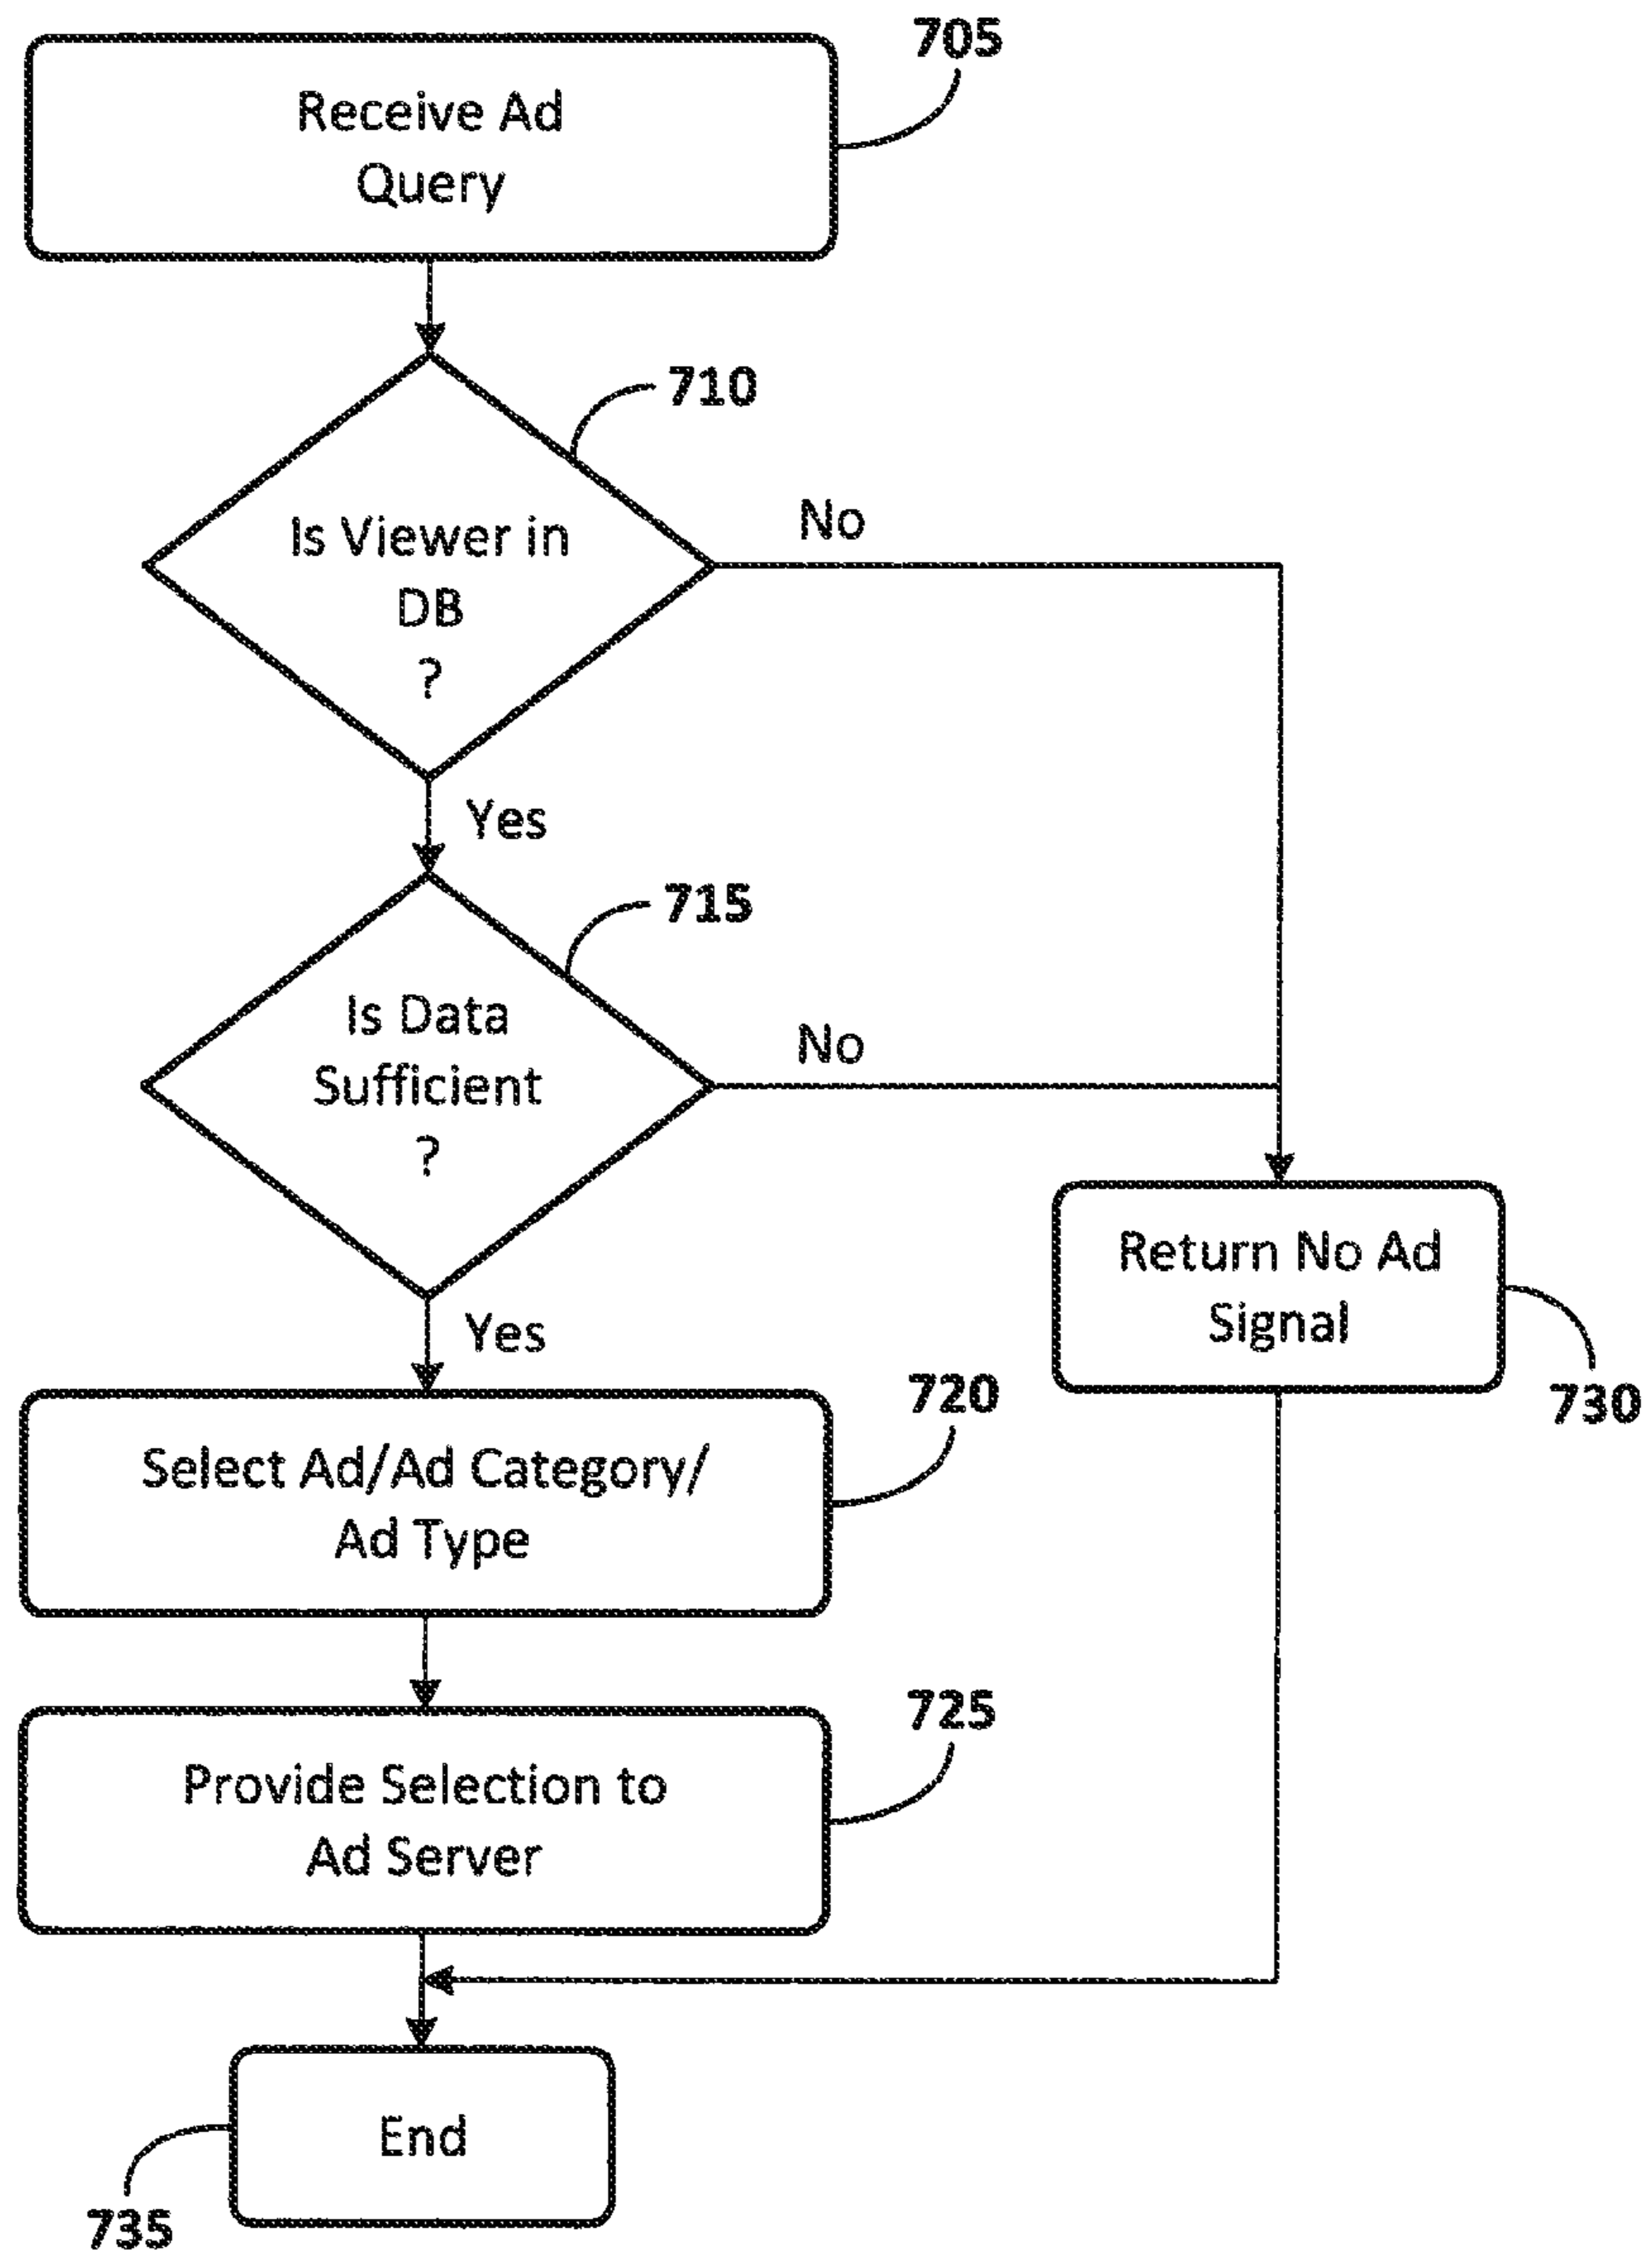 705
Receive Ad
Query
710
Is Viewer in
DB
?
No
Yes
715
Is Data
Sufficient
?
No
Yes
Return No Ad
Signal
730
720
Select Ad/Ad Category/
Ad Type
725
Provide Selection to
Ad Server
End
735